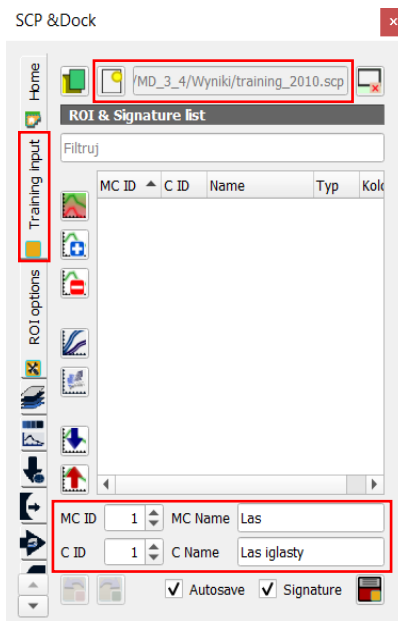 SCP &Dock
Home
Training input
ROI options
/MD_3_4/Wyniki/training_2010.scp
ROI & Signature list
Filtruj
MC ID C ID Name Typ Kolo
MC ID 1 MC Name Las
C ID 1 C Name Las iglasty
Autosave Signature